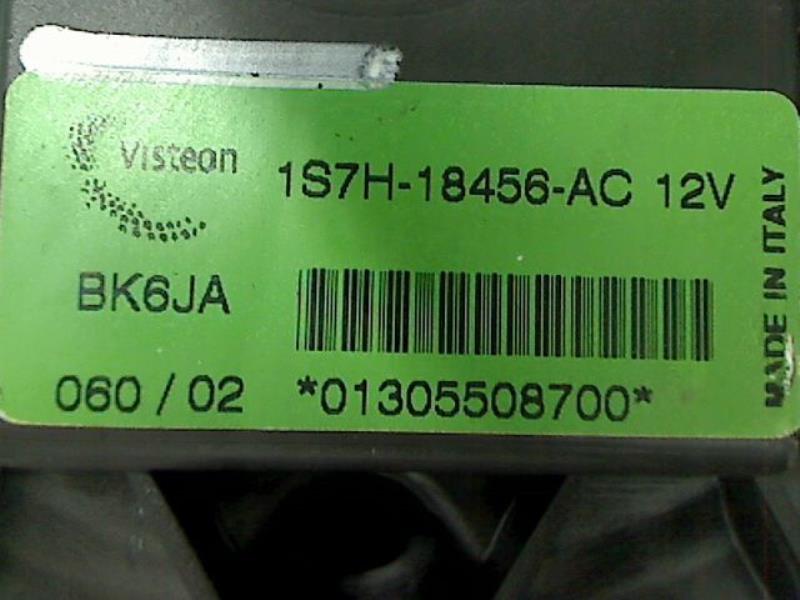 Visteon
1S7H-18456-AC 12V
BK6JA
060 / 02
*01305508700*
MADE IN ITALY